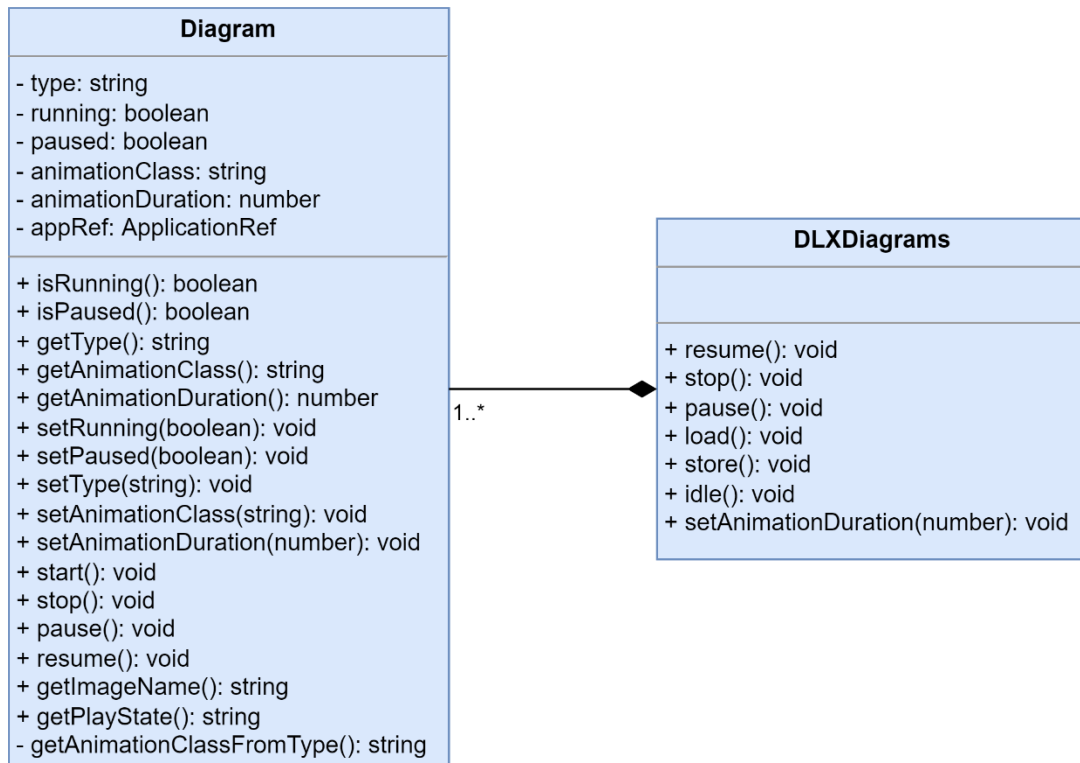 Diagram
- type: string
- running: boolean
- paused: boolean
- animationClass: string
- animationDuration: number
- appRef: ApplicationRef
+ isRunning(): boolean
+ isPaused(): boolean
+ getType(): string
+ getAnimationClass(): string
+ getAnimationDuration(): number
+ setRunning(boolean): void
+ setPaused(boolean): void
+ setType(string): void
+ setAnimationClass(string): void
+ setAnimationDuration(number): void
+ start(): void
+ stop(): void
+ pause(): void
+ resume(): void
+ getImageName(): string
+ getPlayState(): string
- getAnimationClassFromType(): string
1..*
DLXDiagrams
+ resume(): void
+ stop(): void
+ pause(): void
+ load(): void
+ store(): void
+ idle(): void
+ setAnimationDuration(number): void